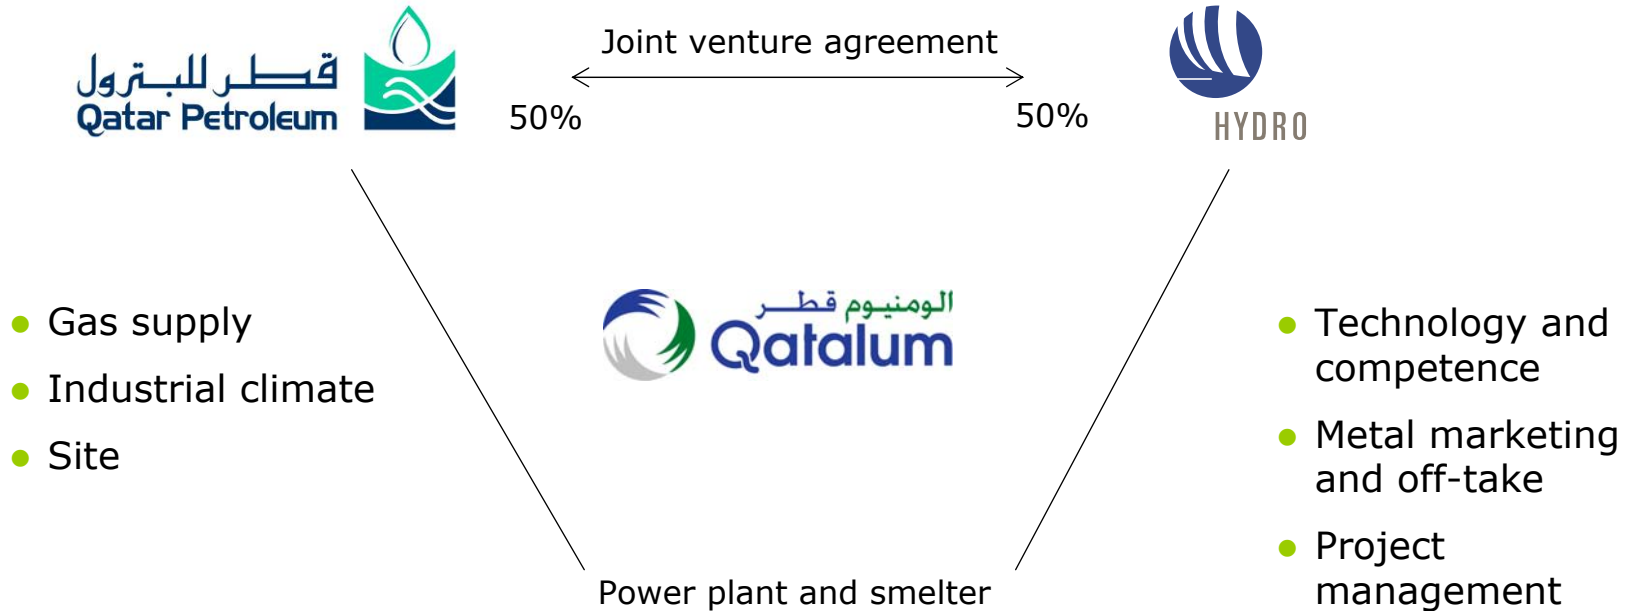 قطر للبترول
Qatar Petroleum
Joint venture agreement
50%
50%
HYDRO
الومنيوم قطر
Qatalum
● Gas supply
● Industrial climate
● Site
● Technology and
competence
● Metal marketing
and off-take
● Project
management
Power plant and smelter